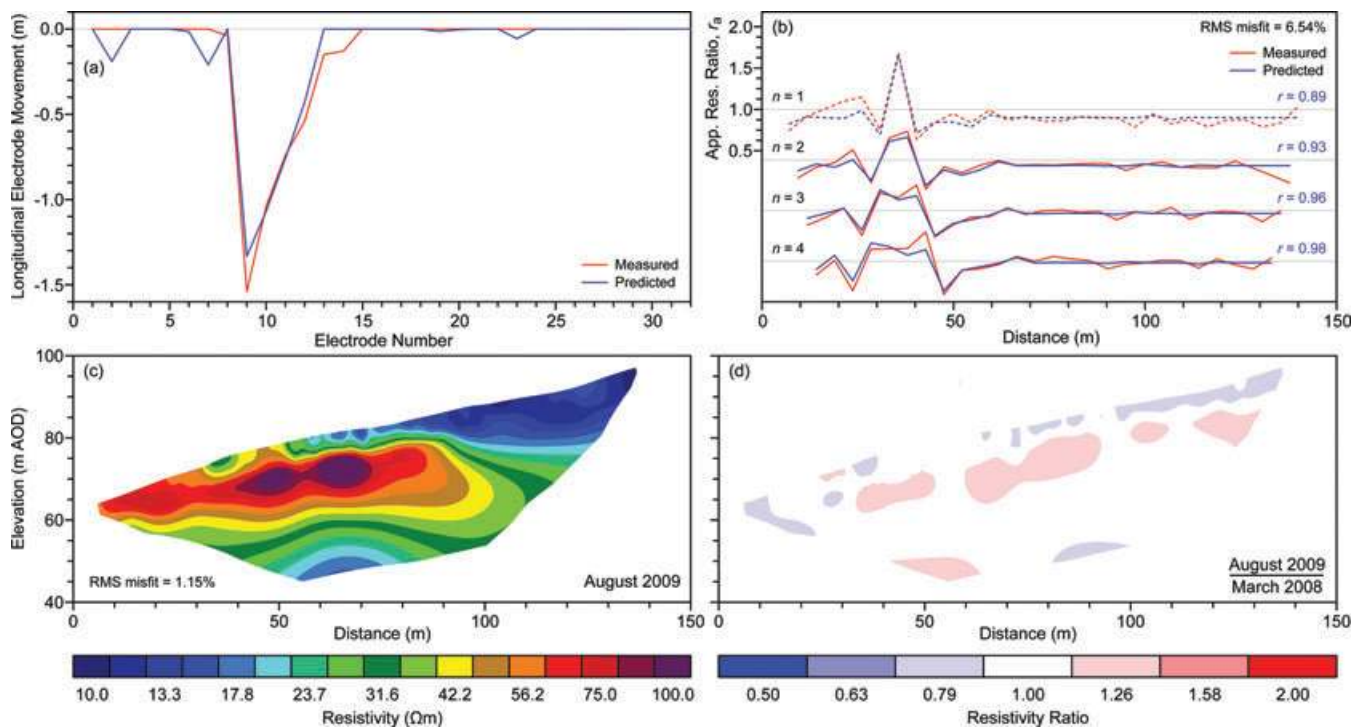 Longitudinal Electrode Movement (m)
0.0
-0.5
-1.0
-1.5
(a)
Measured
Predicted
0
5
10
15
20
25
30
Electrode Number
App. Res. Ratio, rₐ
2.0
1.5
1.0
0.5
(b)
RMS misfit = 6.54%
Measured
Predicted
n = 1
r = 0.89
n = 2
r = 0.93
n = 3
r = 0.96
n = 4
r = 0.98
0
50
100
150
Distance (m)
Elevation (m AOD)
100
80
60
40
(c)
RMS misfit = 1.15%
August 2009
0
50
100
150
Distance (m)
(d)
August 2009
March 2008
0
50
100
150
Distance (m)
10.0 13.3 17.8 23.7 31.6 42.2 56.2 75.0 100.0
Resistivity (Ωm)
0.50 0.63 0.79 1.00 1.26 1.58 2.00
Resistivity Ratio